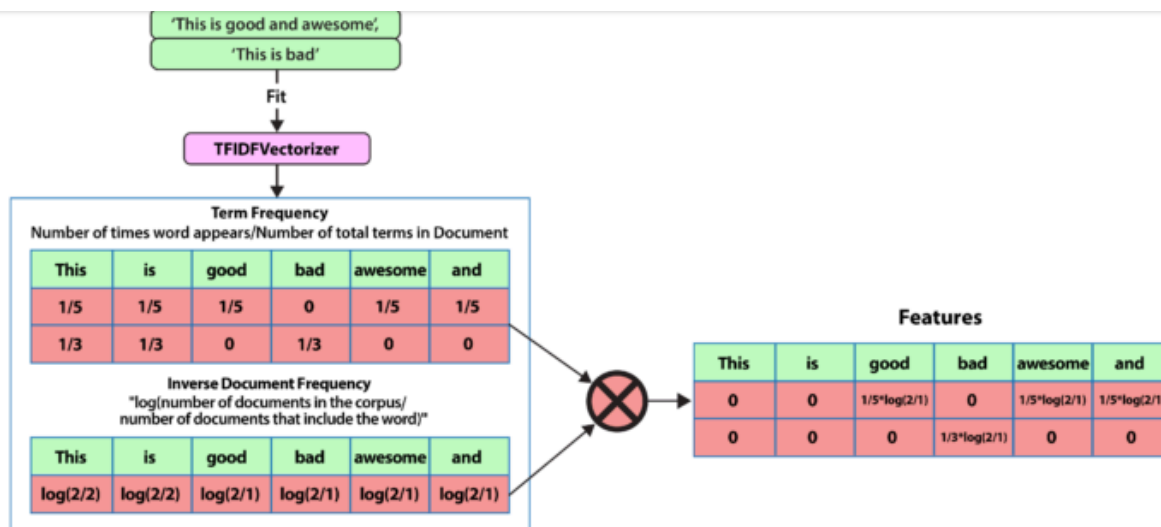 'This is good and awesome',
'This is bad'
Fit
TFIDFVectorizer
Term Frequency
Number of times word appears/Number of total terms in Document
This is good bad awesome and
1/5 1/5 1/5 0 1/5 1/5
1/3 1/3 0 1/3 0 0
Inverse Document Frequency
"log(number of documents in the corpus/
number of documents that include the word)"
This is good bad awesome and
log(2/2) log(2/2) log(2/1) log(2/1) log(2/1) log(2/1)
Features
This is good bad awesome and
0 0 1/5*log(2/1) 0 1/5*log(2/1) 1/5*log(2/1
0 0 0 1/3*log(2/1) 0 0